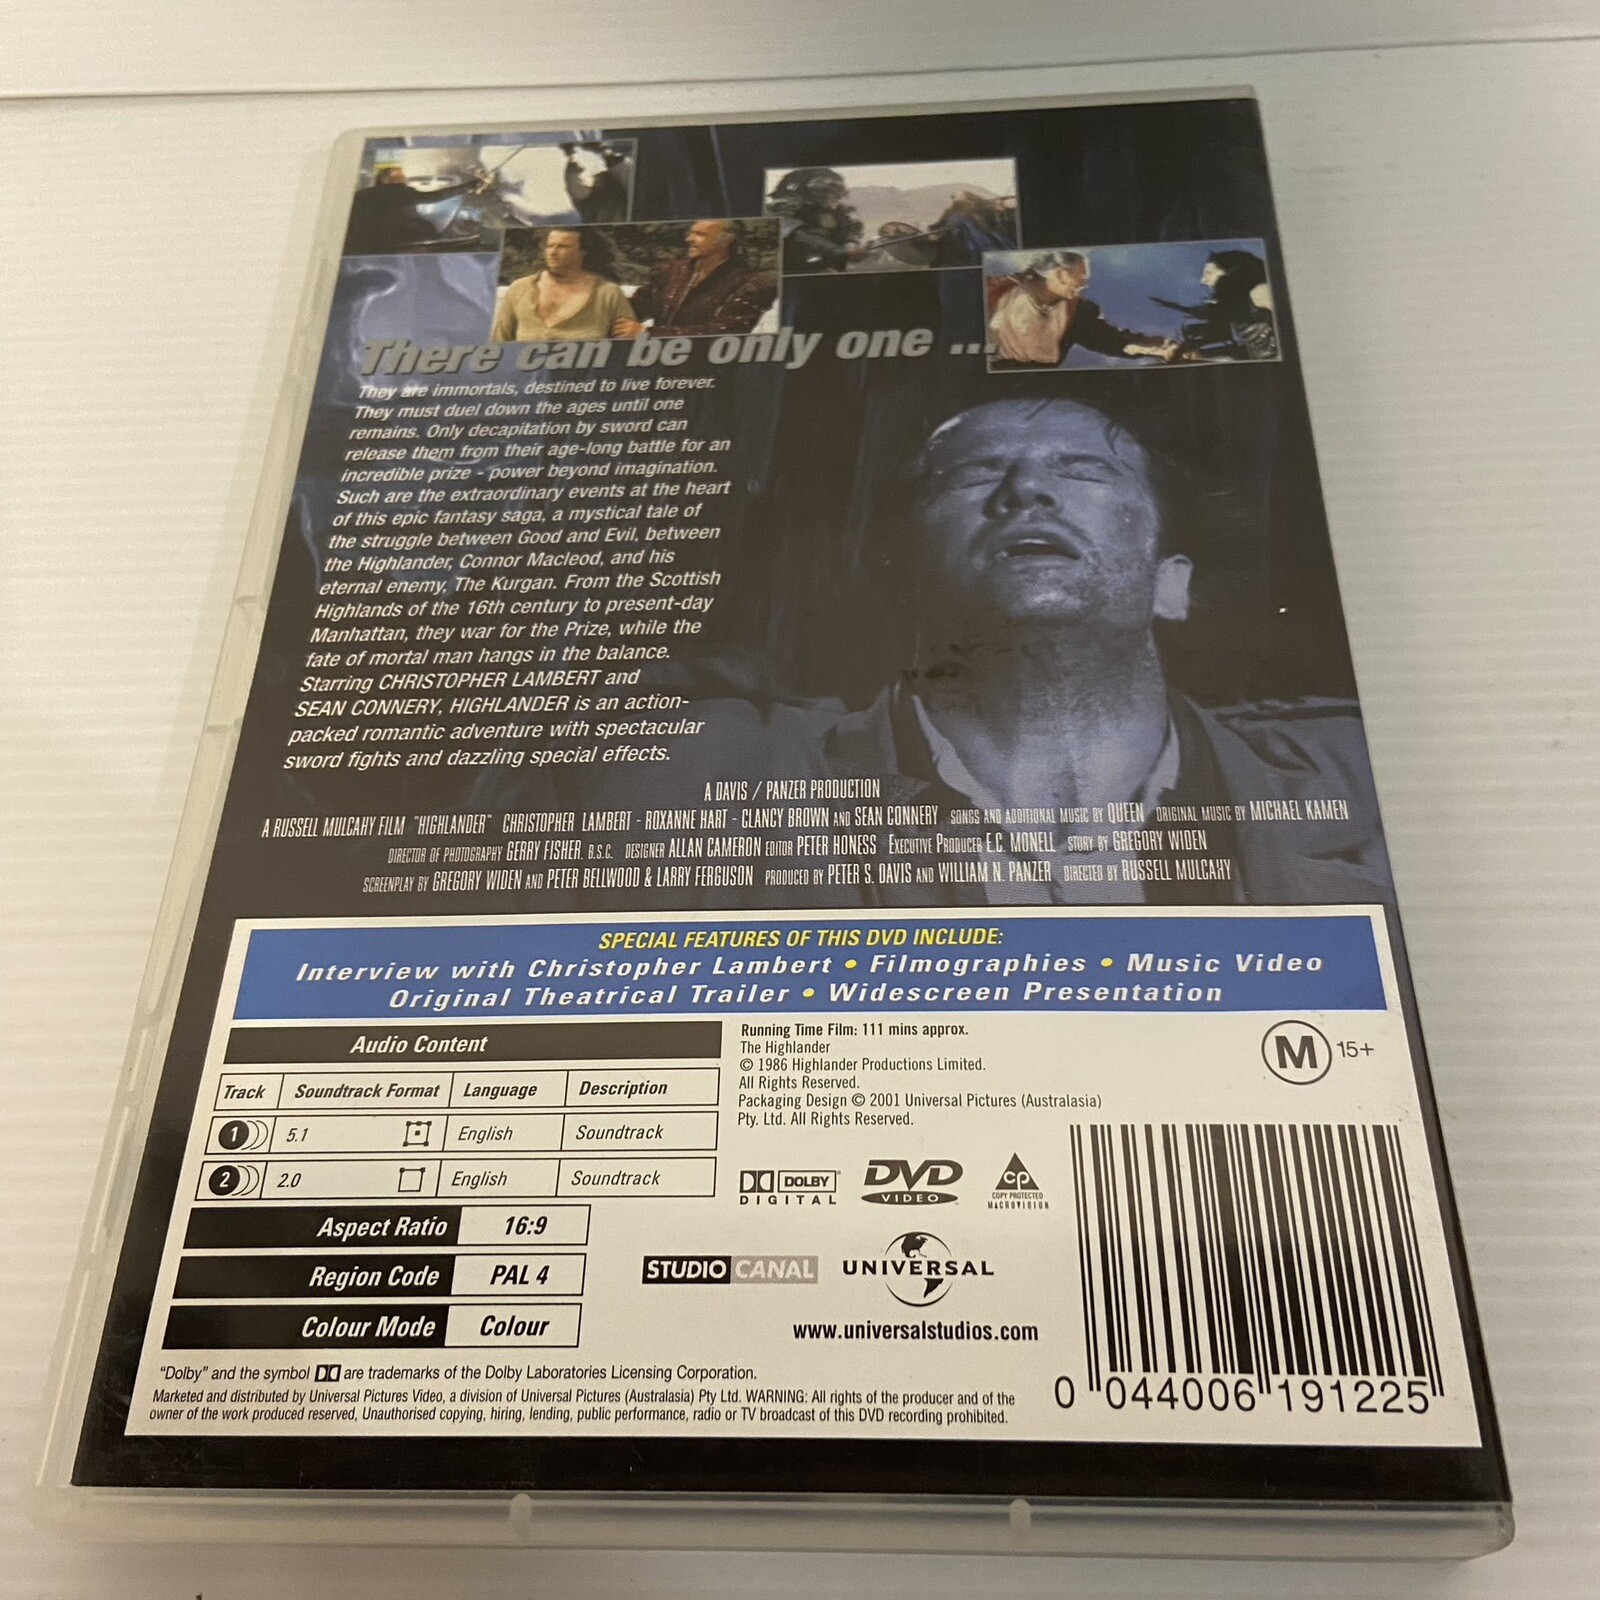 There can be only one ...
They are immortals, destined to live forever.
They must duel down the ages until one
remains. Only decapitation by sword can
release them from their age-long battle for an
incredible prize - power beyond imagination.
Such are the extraordinary events at the heart
of this epic fantasy saga, a mystical tale of
the struggle between Good and Evil, between
the Highlander, Connor Macleod, and his
eternal enemy, The Kurgan. From the Scottish
Highlands of the 16th century to present-day
Manhattan, they war for the Prize, while the
fate of mortal man hangs in the balance.
Starring CHRISTOPHER LAMBERT and
SEAN CONNERY, HIGHLANDER is an action-
packed romantic adventure with spectacular
sword fights and dazzling special effects.
A DAVIS / PANZER PRODUCTION
A RUSSELL MULCAHY FILM "HIGHLANDER" CHRISTOPHER LAMBERT - ROXANNE HART - CLANCY BROWN AND SEAN CONNERY SONGS AND ADDITIONAL MUSIC BY QUEEN ORIGINAL MUSIC BY MICHAEL KAMEN
DIRECTOR OF PHOTOGRAPHY GERRY FISHER. B.S.C. DESIGNER ALLAN CAMERON EDITOR PETER HONESS EXECUTIVE PRODUCER E.C. MONELL STORY BY GREGORY WIDEN
SCREENPLAY BY GREGORY WIDEN AND PETER BELLWOOD & LARRY FERGUSON PRODUCED BY PETER S. DAVIS AND WILLIAM N. PANZER DIRECTED BY RUSSELL MULCAHY
SPECIAL FEATURES OF THIS DVD INCLUDE:
Interview with Christopher Lambert • Filmographies • Music Video
Original Theatrical Trailer • Widescreen Presentation
Audio Content
Track Soundtrack Format Language Description
1 5.1 English Soundtrack
2 2.0 English Soundtrack
Aspect Ratio 16:9
Region Code PAL 4
Colour Mode Colour
Running Time Film: 111 mins approx.
The Highlander
© 1986 Highlander Productions Limited.
All Rights Reserved.
Packaging Design © 2001 Universal Pictures (Australasia)
Pty. Ltd. All Rights Reserved.
M 15+
DOLBY DIGITAL
DVD VIDEO
CP COPY PROTECTED MACROVISION
STUDIO CANAL
UNIVERSAL
www.universalstudios.com
0 044006 191225
"Dolby" and the symbol are trademarks of the Dolby Laboratories Licensing Corporation.
Marketed and distributed by Universal Pictures Video, a division of Universal Pictures (Australasia) Pty Ltd. WARNING: All rights of the producer and of the
owner of the work produced reserved, Unauthorised copying, hiring, lending, public performance, radio or TV broadcast of this DVD recording prohibited.